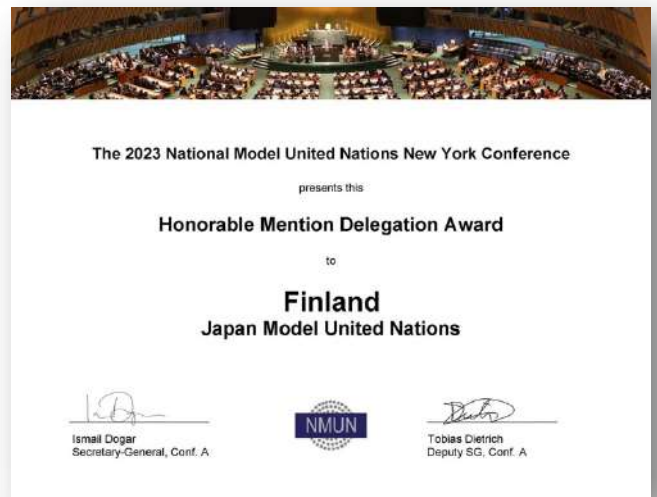 The 2023 National Model United Nations New York Conference
presents this
Honorable Mention Delegation Award
to
Finland
Japan Model United Nations
Ismail Dogar
Secretary-General, Conf. A
NMUN
Tobias Dietrich
Deputy SG, Conf. A